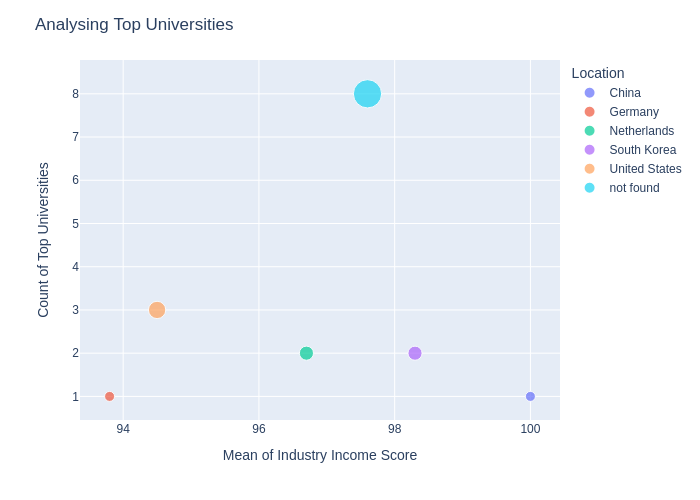 Analysing Top Universities
Location
China
Germany
Netherlands
South Korea
United States
not found
Count of Top Universities
8
7
6
5
4
3
2
1
94 96 98 100
Mean of Industry Income Score